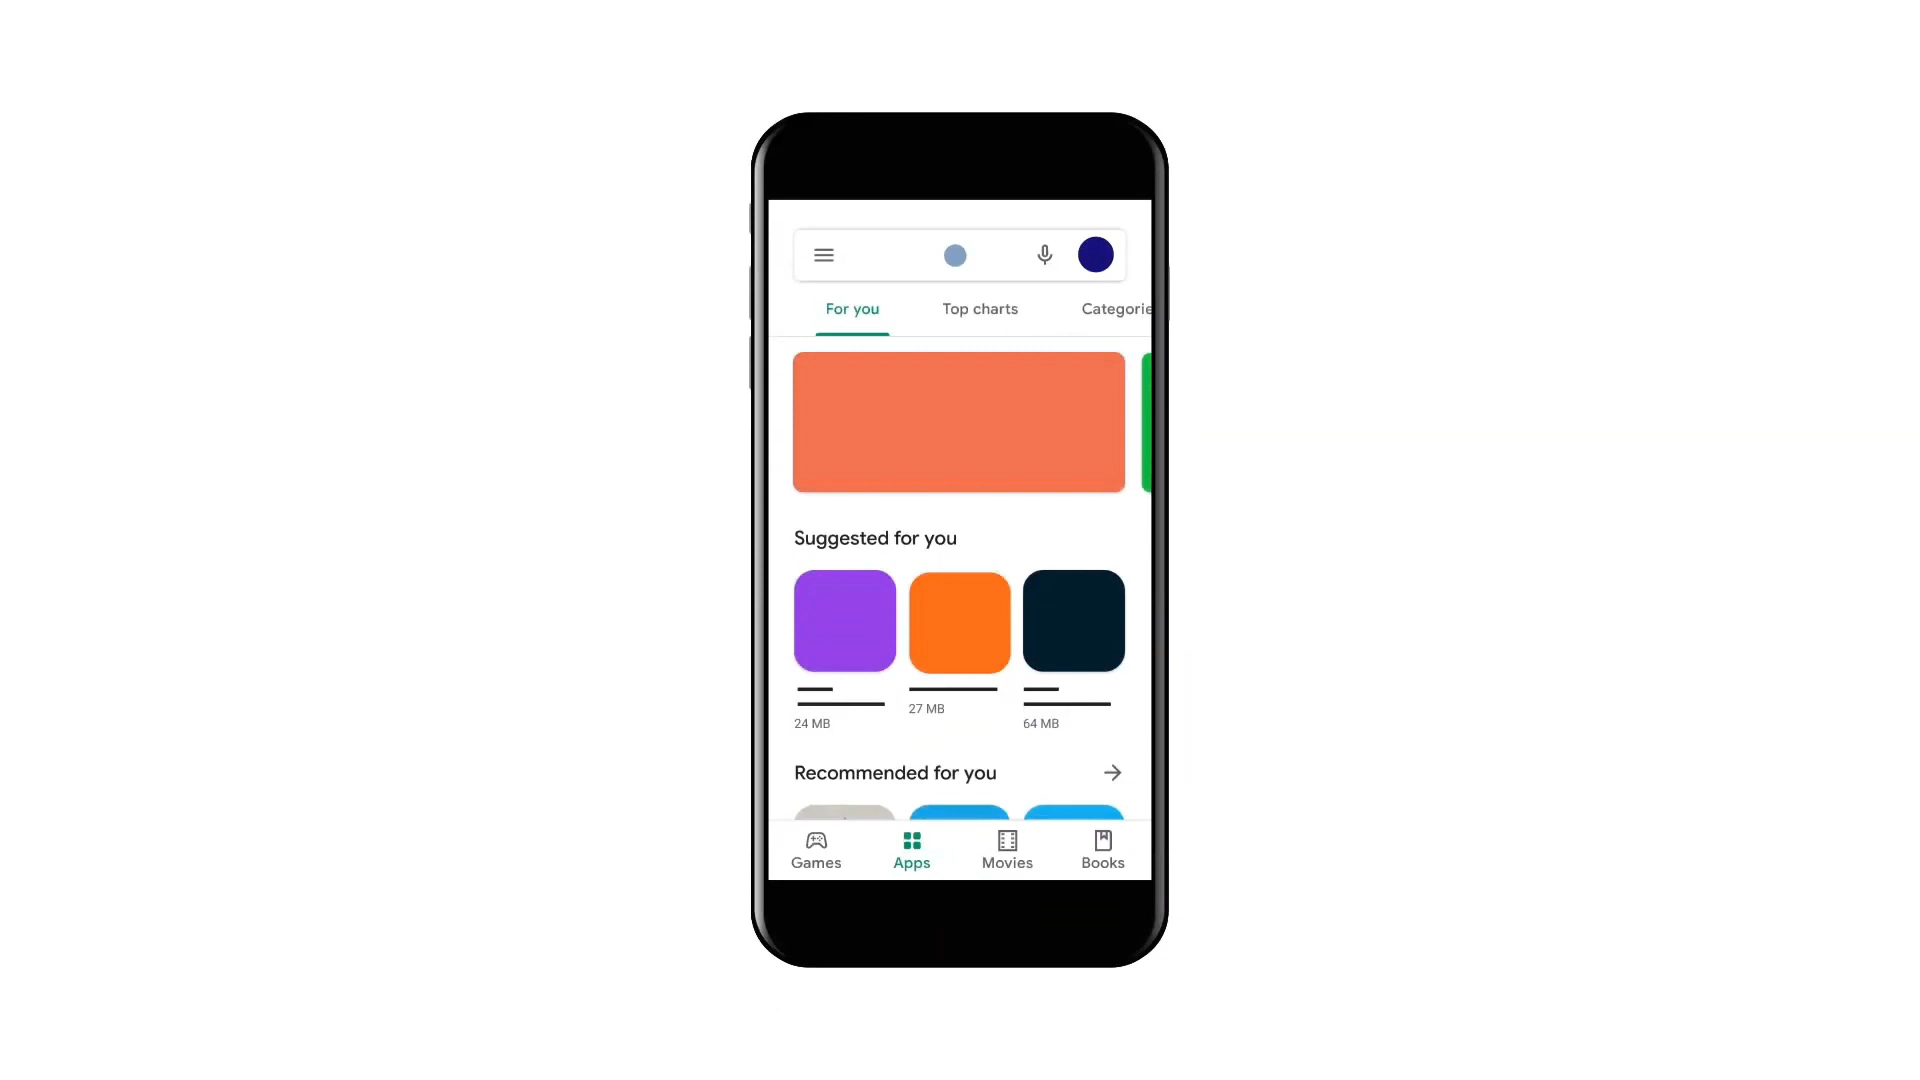 For you
Top charts
Categorie
Suggested for you
24 MB
27 MB
64 MB
Recommended for you
Games
Apps
Movies
Books